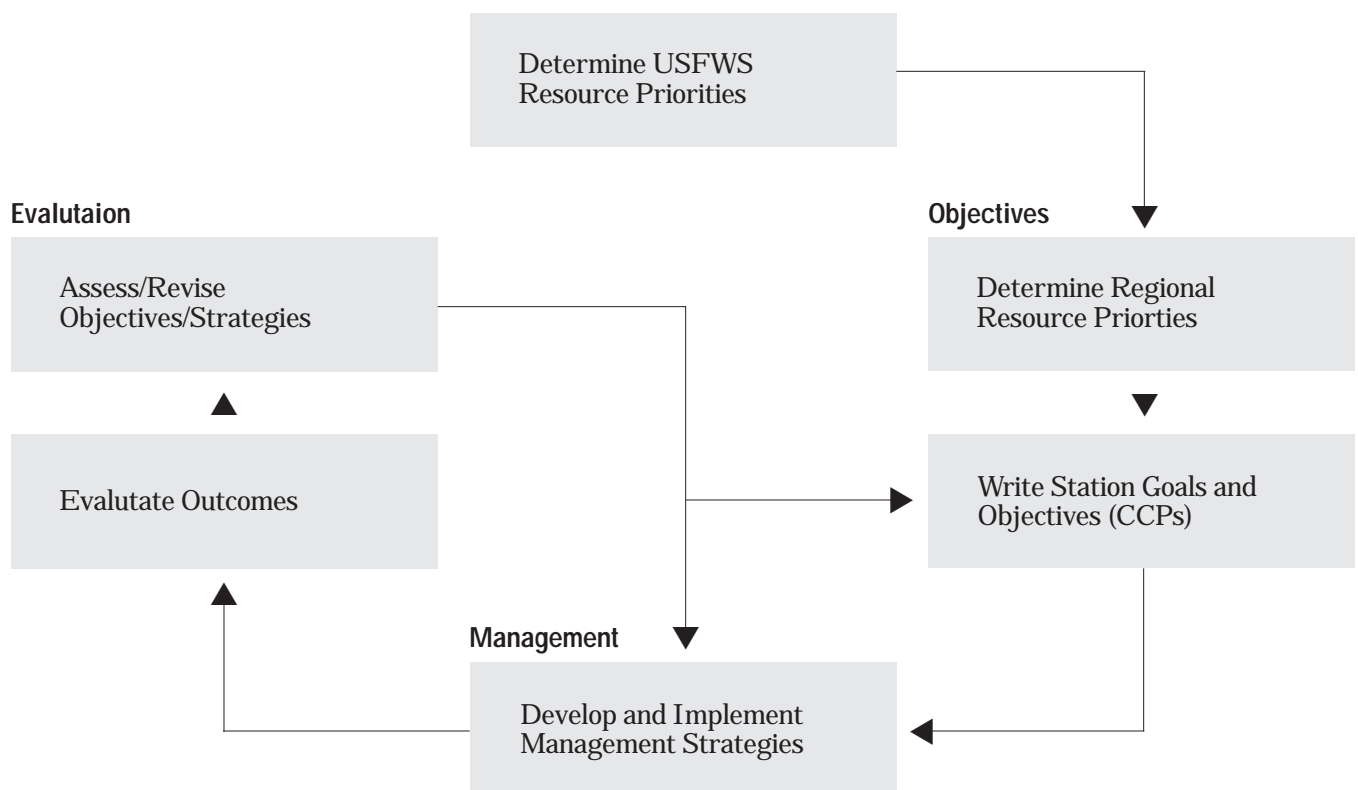 Determine USFWS
Resource Priorities
Evalutaion
Objectives
Assess/Revise
Objectives/Strategies
Determine Regional
Resource Priorties
Evalutate Outcomes
Write Station Goals and
Objectives (CCPs)
Management
Develop and Implement
Management Strategies